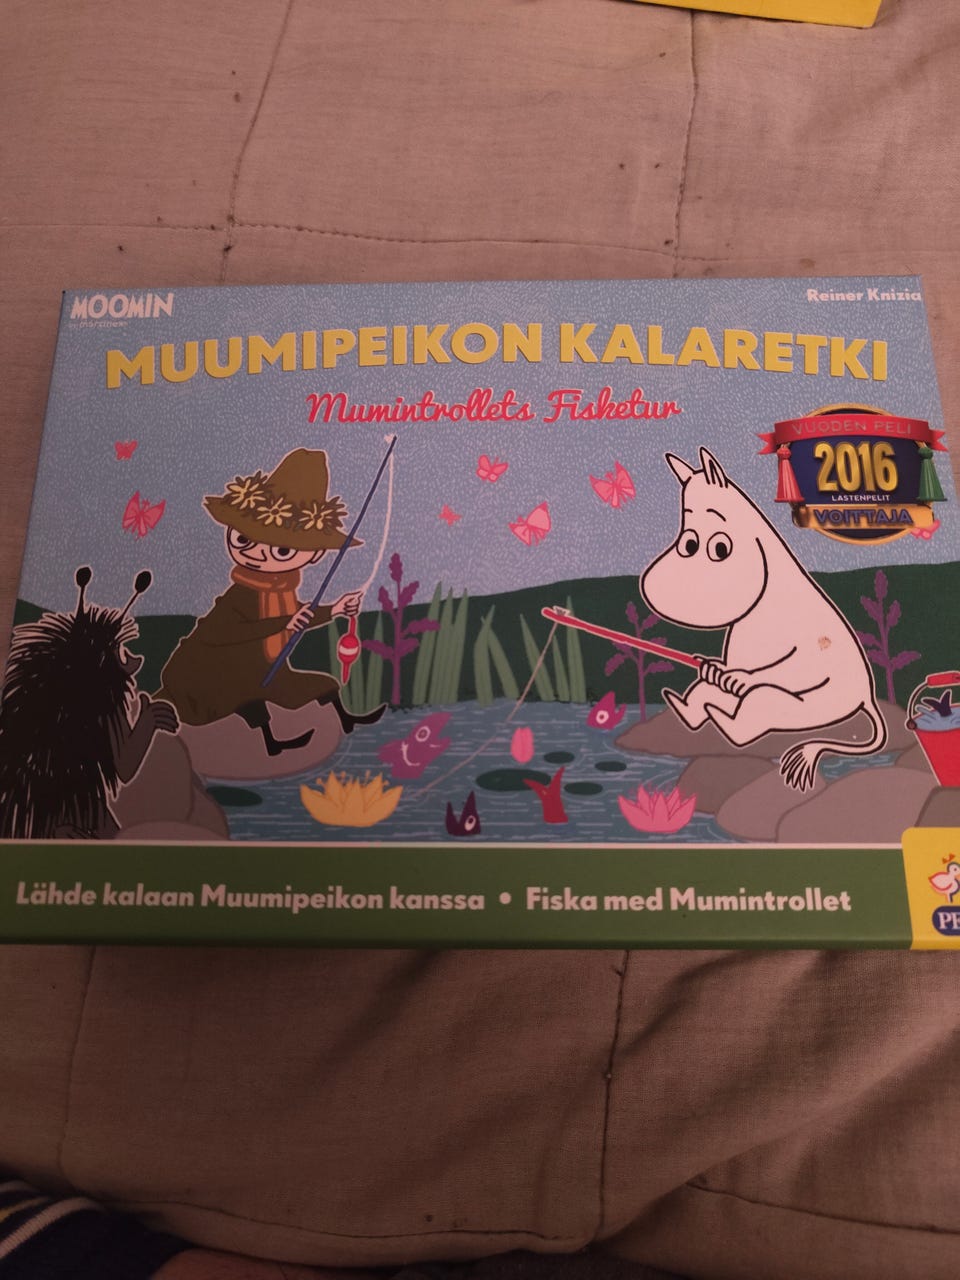 MOOMIN
Reiner Knizia
MUUMIPEIKON KALARETKI
Mumintrollets Fisketur
VUODEN PELI
2016
LASTENPELIT
VOITTAJA
Lähde kalaan Muumipeikon kanssa • Fiska med Mumintrollet
PE